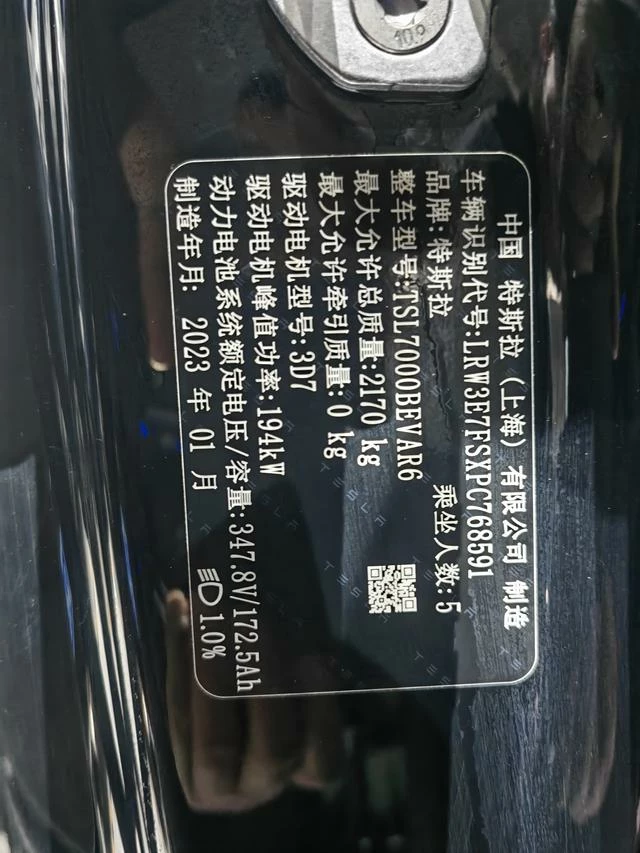 10.9
中国 特斯拉（上海）有限公司 制造
车辆识别代号:LRW3E7FSXPC768591
品牌:特斯拉 乘坐人数:5
整车型号:TSL7000BEVAR6
最大允许总质量:2170 kg
最大允许牵引质量:0 kg
驱动电机型号:3D7
驱动电机峰值功率:194kW
动力电池系统额定电压/容量:347.8V/172.5Ah
制造年月: 2023 年 01 月 1.0%
TESLA